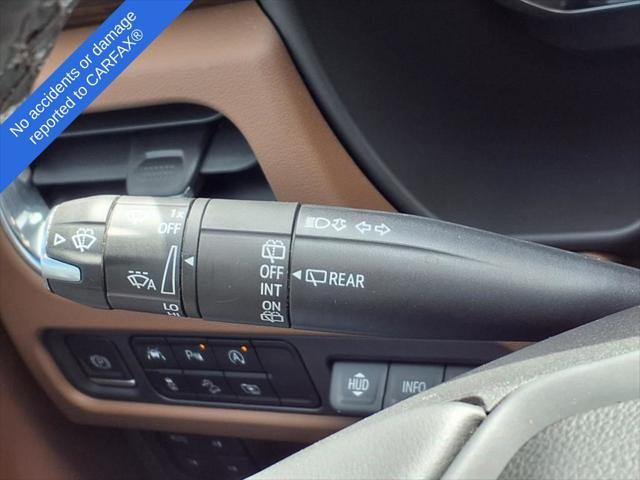 No accidents or damage
reported to CARFAX®
1x
OFF
A
LO
OFF
INT
ON
REAR
HUD
INFO